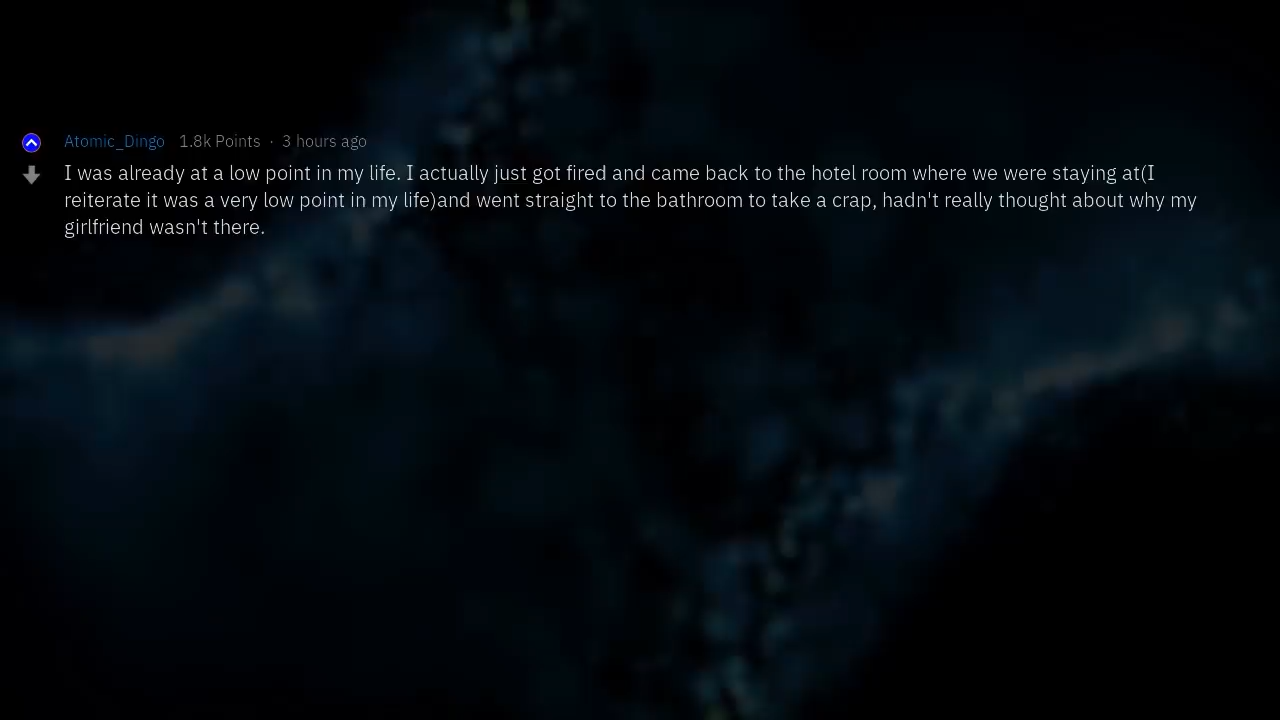 Atomic_Dingo 1.8k Points · 3 hours ago
I was already at a low point in my life. I actually just got fired and came back to the hotel room where we were staying at(I
reiterate it was a very low point in my life)and went straight to the bathroom to take a crap, hadn't really thought about why my
girlfriend wasn't there.